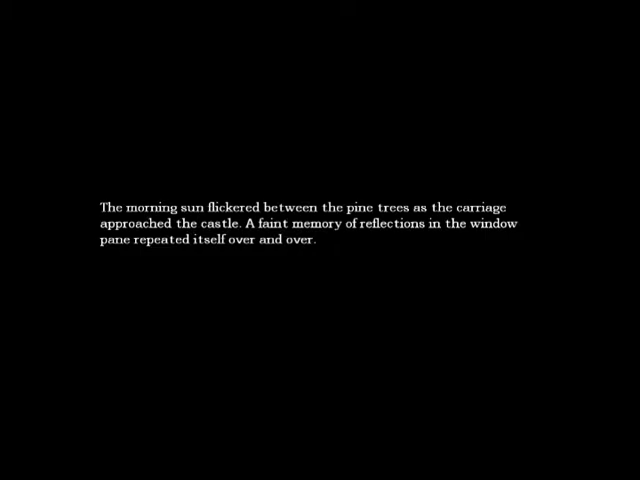 The morning sun flickered between the pine trees as the carriage
approached the castle. A faint memory of reflections in the window
pane repeated itself over and over.